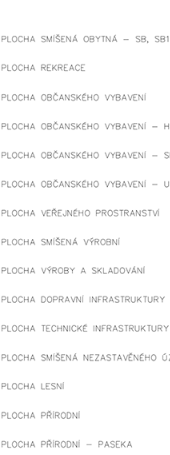 PLOCHA SMÍŠENÁ OBYTNÁ – SB, SB1
PLOCHA REKREACE
PLOCHA OBČANSKÉHO VYBAVENÍ
PLOCHA OBČANSKÉHO VYBAVENÍ – H
PLOCHA OBČANSKÉHO VYBAVENÍ – S
PLOCHA OBČANSKÉHO VYBAVENÍ – U
PLOCHA VEŘEJNÉHO PROSTRANSTVÍ
PLOCHA SMÍŠENÁ VÝROBNÍ
PLOCHA VÝROBY A SKLADOVÁNÍ
PLOCHA DOPRAVNÍ INFRASTRUKTURY
PLOCHA TECHNICKÉ INFRASTRUKTURY
PLOCHA SMÍŠENÁ NEZASTAVĚNÉHO
PLOCHA LESNÍ
PLOCHA PŘÍRODNÍ
PLOCHA PŘÍRODNÍ – PASEKA